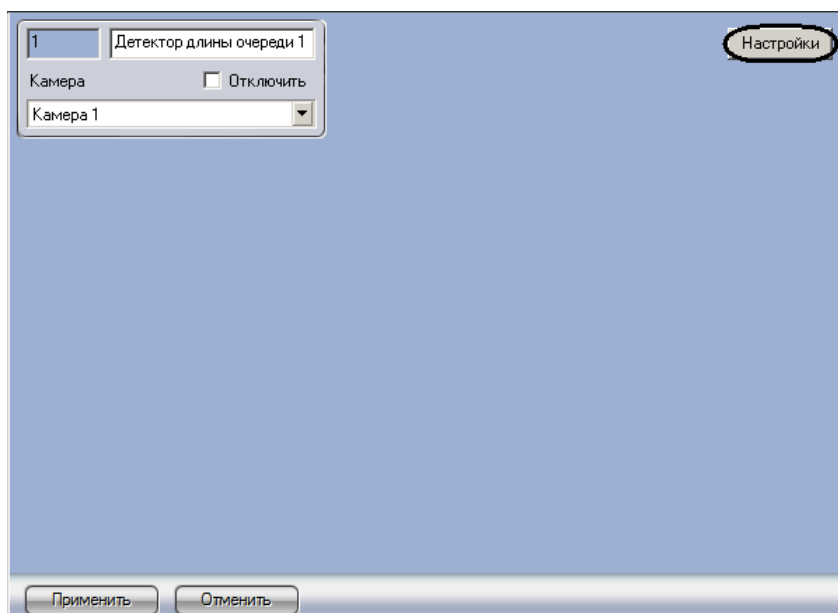 1
Детектор длины очереди 1
Настройки
Камера
Отключить
Камера 1
Применить
Отменить